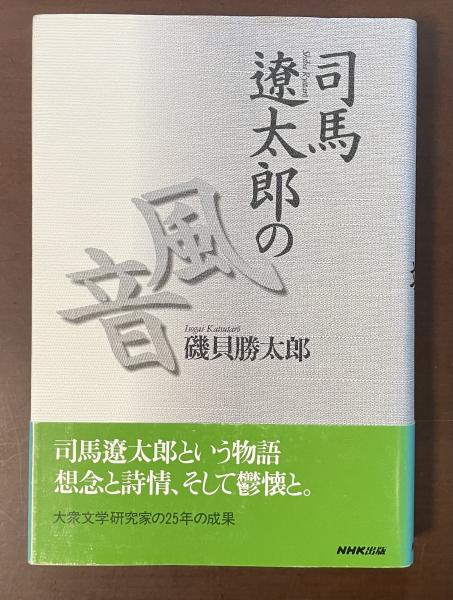 司馬
遼太郎の
Shiba Ryōtarō
風
音
Isogai Katsutarō
磯貝勝太郎
司馬遼太郎という物語
想念と詩情、そして鬱懐と。
大衆文学研究家の25年の成果
NHK出版